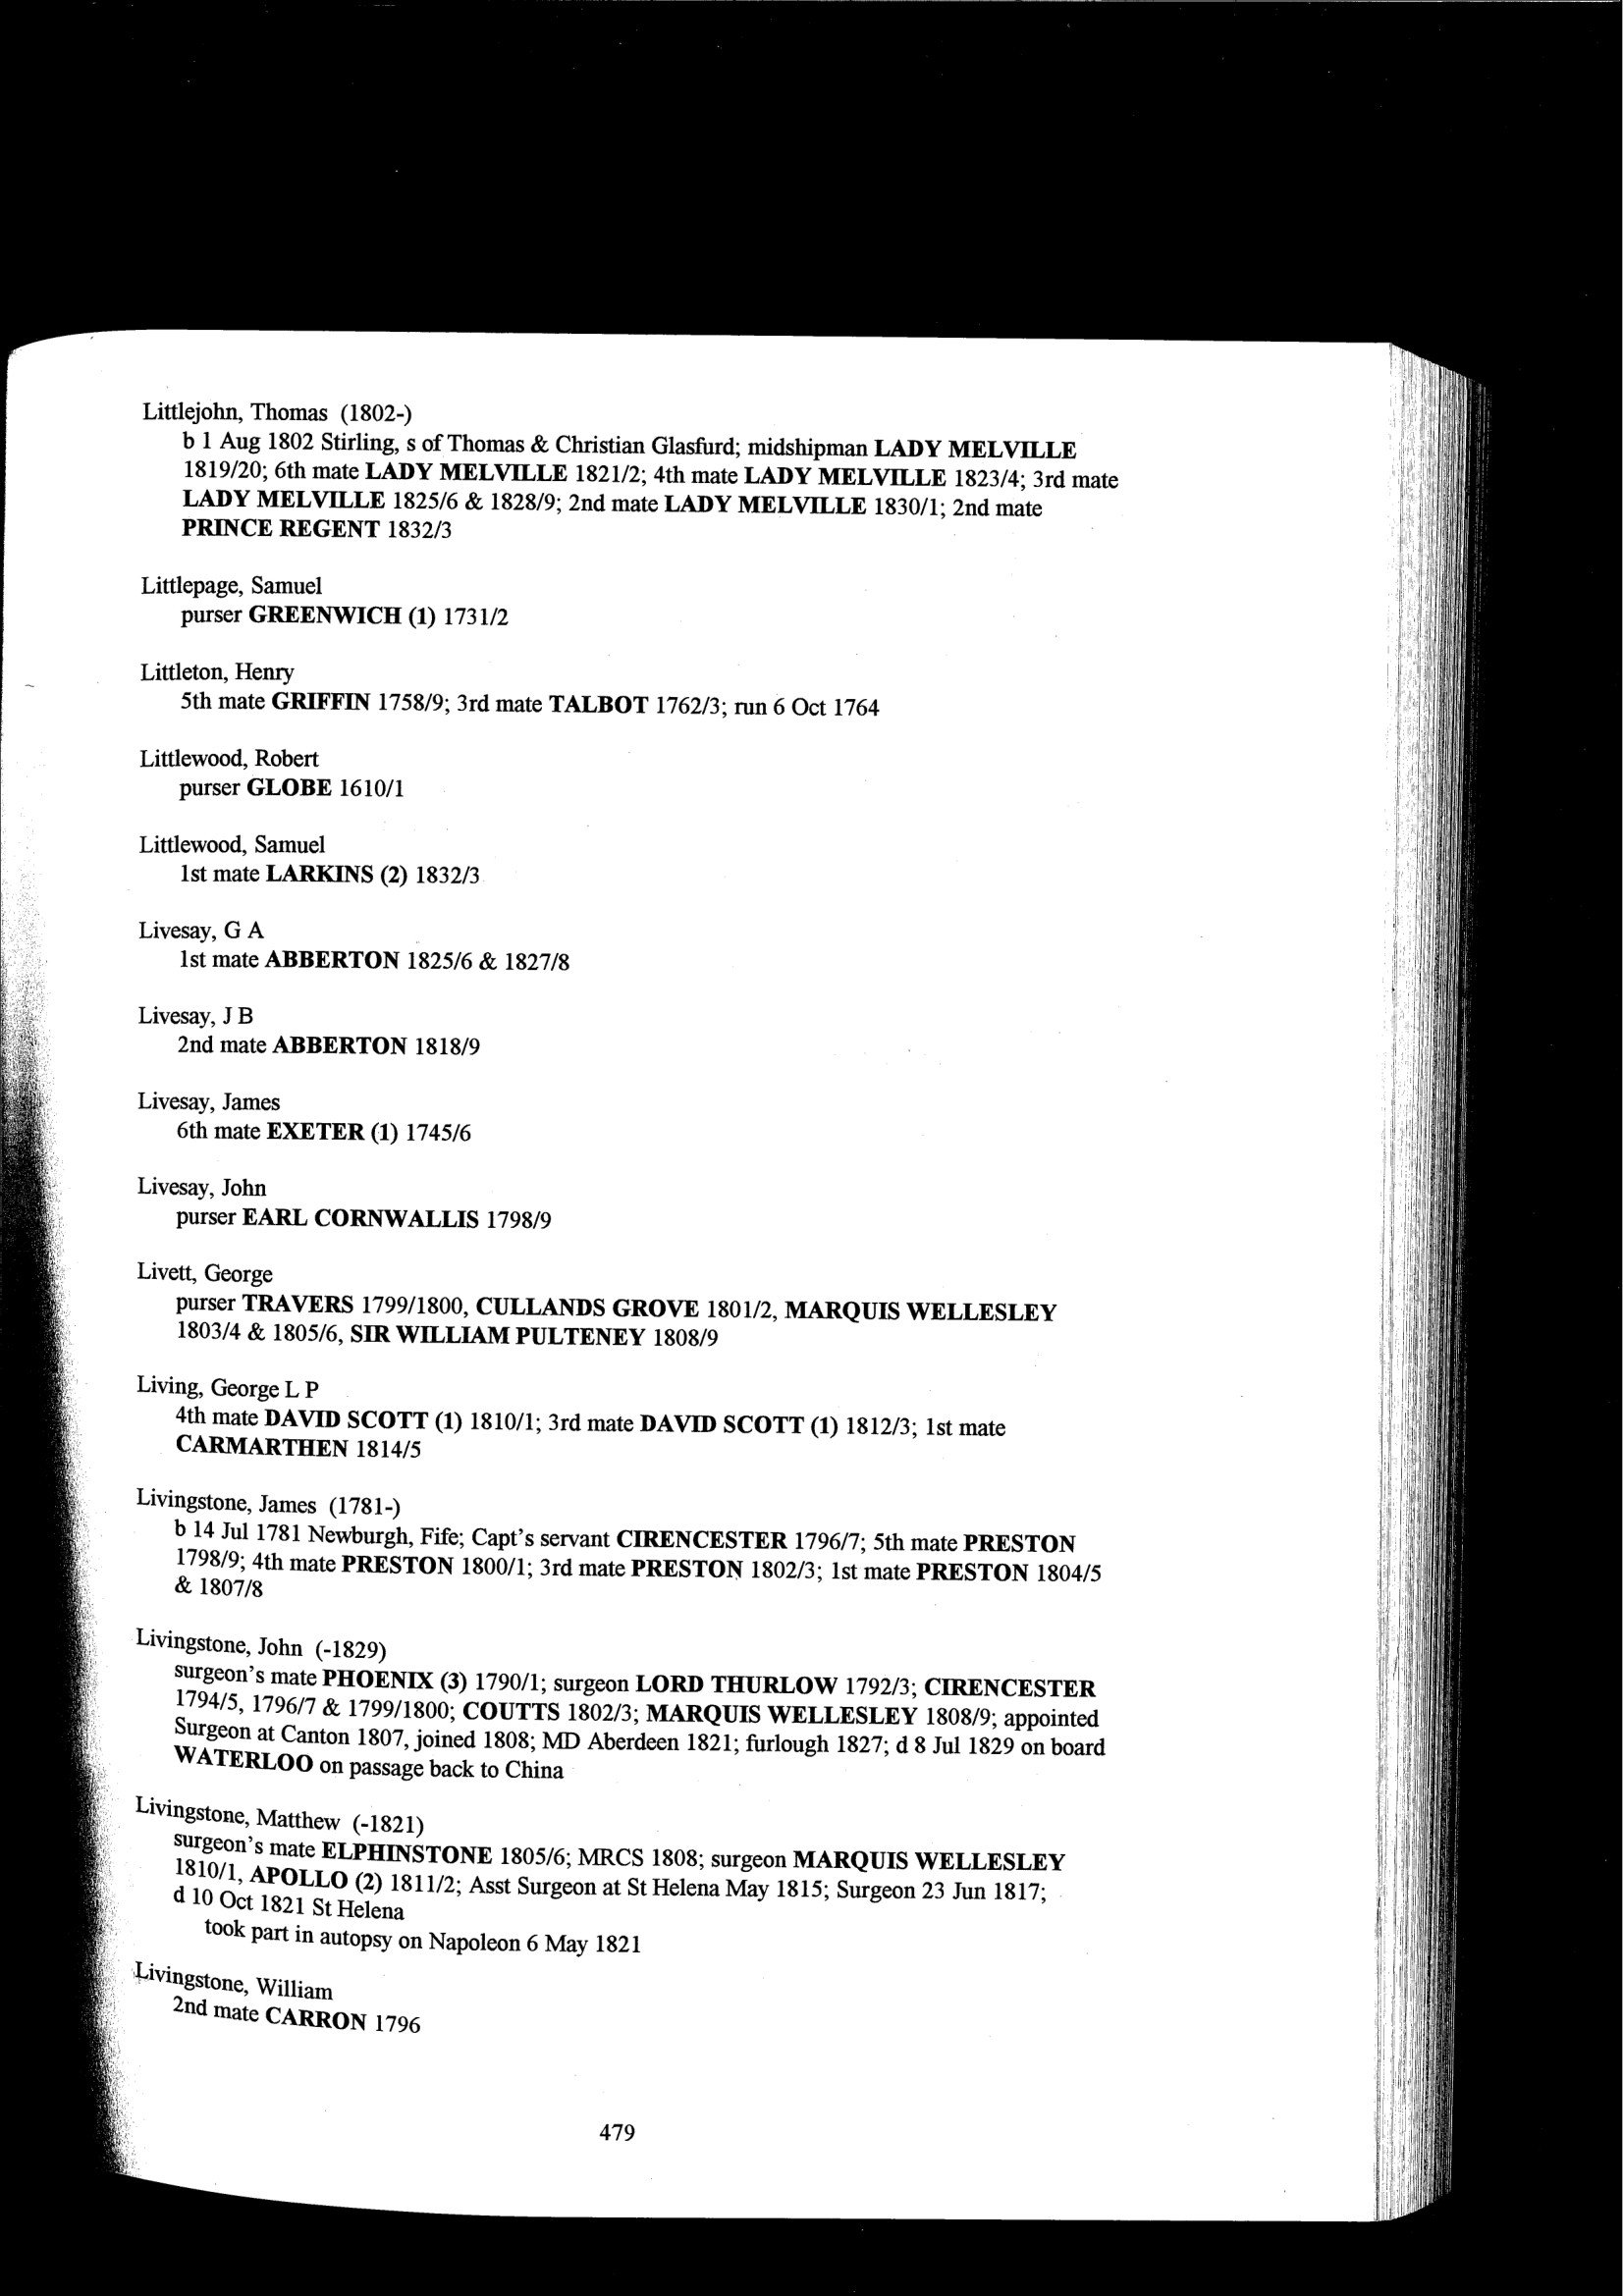 Littlejohn, Thomas (1802-)
b 1 Aug 1802 Stirling, s of Thomas & Christian Glasfurd; midshipman LADY MELVILLE
1819/20; 6th mate LADY MELVILLE 1821/2; 4th mate LADY MELVILLE 1823/4; 3rd mate
LADY MELVILLE 1825/6 & 1828/9; 2nd mate LADY MELVILLE 1830/1; 2nd mate
PRINCE REGENT 1832/3
Littlepage, Samuel
purser GREENWICH (1) 1731/2
Littleton, Henry
5th mate GRIFFIN 1758/9; 3rd mate TALBOT 1762/3; run 6 Oct 1764
Littlewood, Robert
purser GLOBE 1610/1
Littlewood, Samuel
1st mate LARKINS (2) 1832/3
Livesay, G A
1st mate ABBERTON 1825/6 & 1827/8
Livesay, J B
2nd mate ABBERTON 1818/9
Livesay, James
6th mate EXETER (1) 1745/6
Livesay, John
purser EARL CORNWALLIS 1798/9
Livett, George
purser TRAVERS 1799/1800, CULLANDS GROVE 1801/2, MARQUIS WELLESLEY
1803/4 & 1805/6, SIR WILLIAM PULTENEY 1808/9
Living, George L P
4th mate DAVID SCOTT (1) 1810/1; 3rd mate DAVID SCOTT (1) 1812/3; 1st mate
CARMARTHEN 1814/5
Livingstone, James (1781-)
b 14 Jul 1781 Newburgh, Fife; Capt's servant CIRENCESTER 1796/7; 5th mate PRESTON
1798/9; 4th mate PRESTON 1800/1; 3rd mate PRESTON 1802/3; 1st mate PRESTON 1804/5
& 1807/8
Livingstone, John (-1829)
surgeon's mate PHOENIX (3) 1790/1; surgeon LORD THURLOW 1792/3; CIRENCESTER
1794/5, 1796/7 & 1799/1800; COUTTS 1802/3; MARQUIS WELLESLEY 1808/9; appointed
Surgeon at Canton 1807, joined 1808; MD Aberdeen 1821; furlough 1827; d 8 Jul 1829 on board
WATERLOO on passage back to China
Livingstone, Matthew (-1821)
surgeon's mate ELPHINSTONE 1805/6; MRCS 1808; surgeon MARQUIS WELLESLEY
1810/1, APOLLO (2) 1811/2; Asst Surgeon at St Helena May 1815; Surgeon 23 Jun 1817;
d 10 Oct 1821 St Helena
took part in autopsy on Napoleon 6 May 1821
Livingstone, William
2nd mate CARRON 1796
479